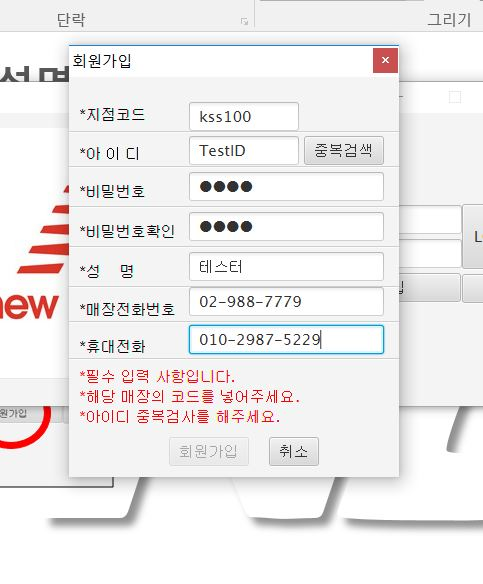 단락
그리기
회원가입
*지점코드
kss100
*아 이 디
TestID
중복검색
*비밀번호
●●●●
*비밀번호확인
●●●●
*성 명
테스터
*매장전화번호
02-988-7779
*휴대전화
010-2987-5229
*필수 입력 사항입니다.
*해당 매장의 코드를 넣어주세요.
*아이디 중복검사를 해주세요.
회원가입
취소
new